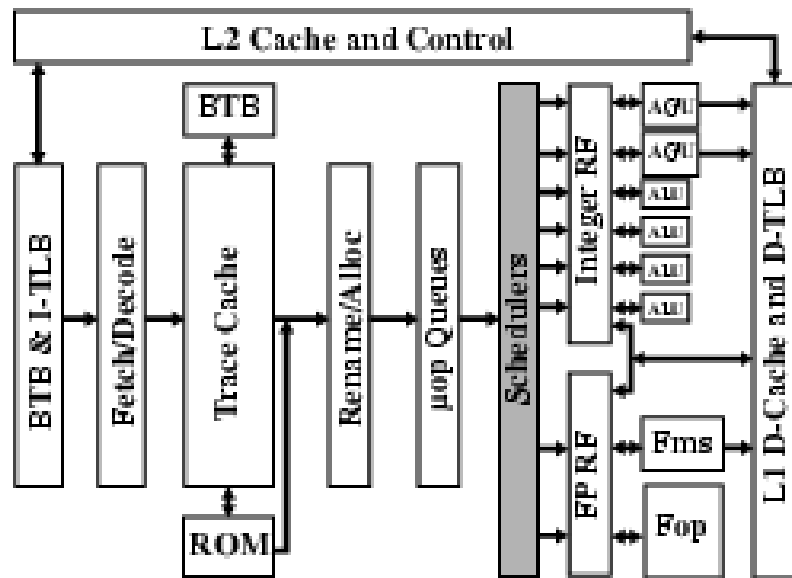 L2 Cache and Control
BTB
BTB & I-TLB
Fetch/Decode
Trace Cache
ROM
Rename/Alloc
µop Queues
Schedulers
Integer RF
FP RF
AGU
AGU
ALU
ALU
ALU
ALU
Fms
Fop
L1 D-Cache and D-TLB